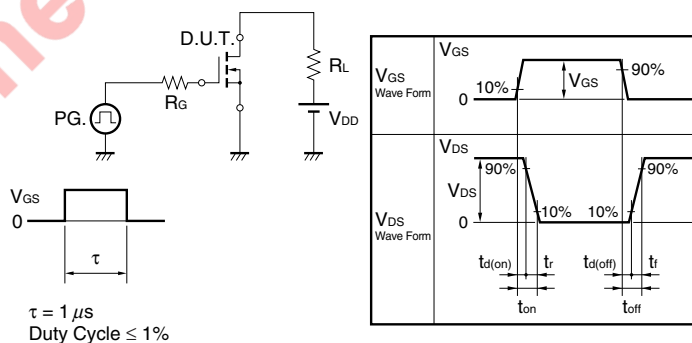 ne
D.U.T.
RL
RG
PG.
VDD
VGS
0
τ
τ = 1 μs
Duty Cycle ≤ 1%
VGS
Wave Form
VGS
10%
VGS
90%
0
VDS
Wave Form
VDS
90%
VDS
90%
10%
10%
0
td(on)
tr
td(off)
tf
ton
toff